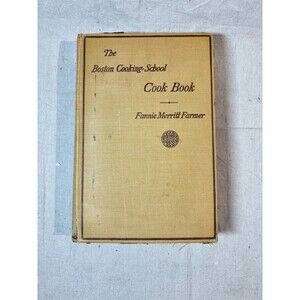 The
Boston Cooking-School
Cook Book
Fannie Merritt Farmer